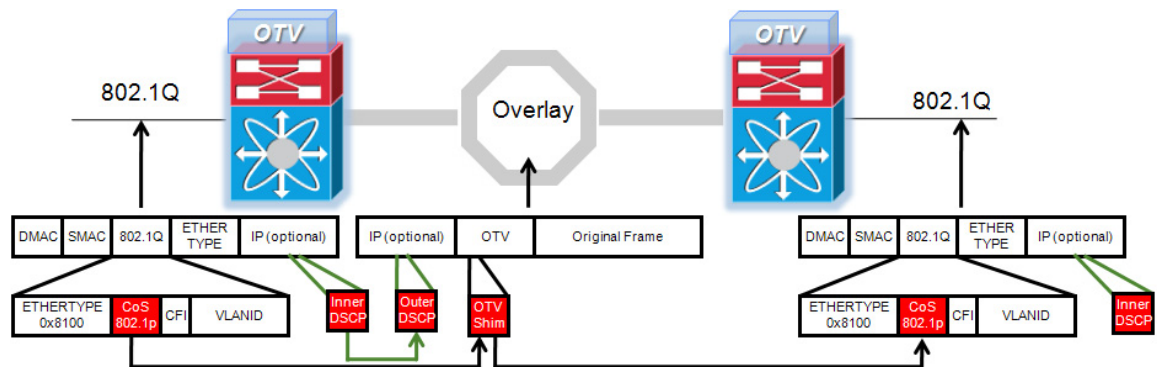 OTV
OTV
802.1Q
Overlay
802.1Q
DMAC
SMAC
802.1Q
ETHER
TYPE
IP (optional)
IP (optional)
OTV
Original Frame
DMAC
SMAC
802.1Q
ETHER
TYPE
IP (optional)
ETHERTYPE
0x8100
CoS
802.1p
CFI
VLANID
Inner
DSCP
Outer
DSCP
OTV
Shim
ETHERTYPE
0x8100
CoS
802.1p
CFI
VLANID
Inner
DSCP